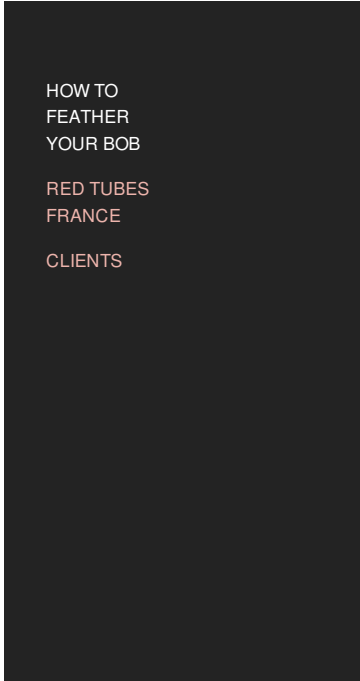 HOW TO
FEATHER
YOUR BOB
RED TUBES
FRANCE
CLIENTS